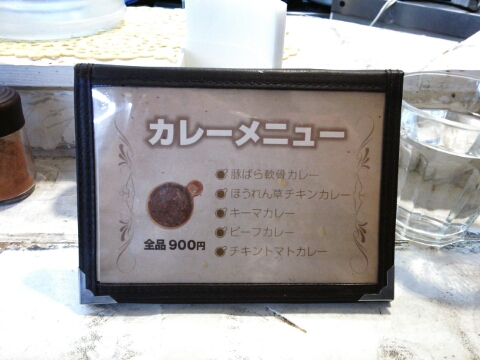 カレーメニュー
豚ばら軟骨カレー
ほうれん草チキンカレー
キーマカレー
ビーフカレー
チキントマトカレー
全品900円